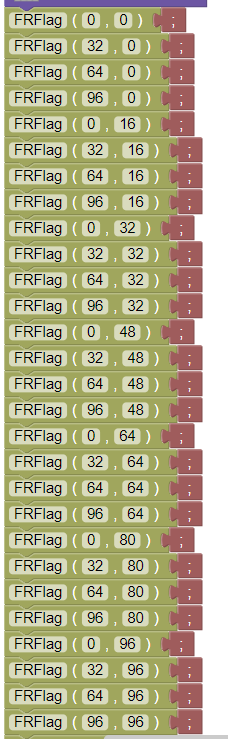 FRFlag ( 0 , 0 ) ;
FRFlag ( 32 , 0 ) ;
FRFlag ( 64 , 0 ) ;
FRFlag ( 96 , 0 ) ;
FRFlag ( 0 , 16 ) ;
FRFlag ( 32 , 16 ) ;
FRFlag ( 64 , 16 ) ;
FRFlag ( 96 , 16 ) ;
FRFlag ( 0 , 32 ) ;
FRFlag ( 32 , 32 ) ;
FRFlag ( 64 , 32 ) ;
FRFlag ( 96 , 32 ) ;
FRFlag ( 0 , 48 ) ;
FRFlag ( 32 , 48 ) ;
FRFlag ( 64 , 48 ) ;
FRFlag ( 96 , 48 ) ;
FRFlag ( 0 , 64 ) ;
FRFlag ( 32 , 64 ) ;
FRFlag ( 64 , 64 ) ;
FRFlag ( 96 , 64 ) ;
FRFlag ( 0 , 80 ) ;
FRFlag ( 32 , 80 ) ;
FRFlag ( 64 , 80 ) ;
FRFlag ( 96 , 80 ) ;
FRFlag ( 0 , 96 ) ;
FRFlag ( 32 , 96 ) ;
FRFlag ( 64 , 96 ) ;
FRFlag ( 96 , 96 ) ;